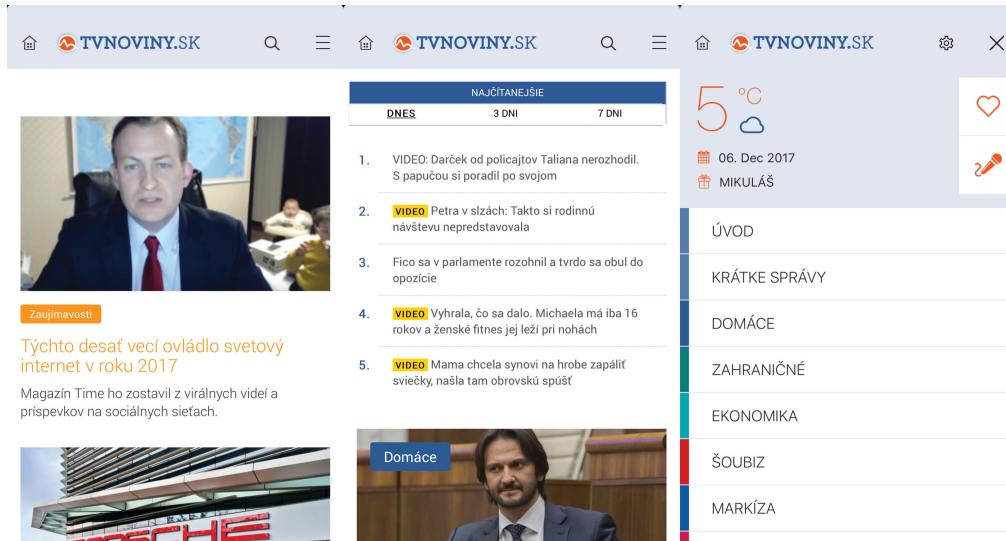 TVNOVINY.SK
Zaujímavosti
Týchto desať vecí ovládlo svetový
internet v roku 2017
Magazín Time ho zostavil z virálnych videí a
príspevkov na sociálnych sieťach.
PORSCHE
TVNOVINY.SK
NAJČÍTANEJŠIE
DNES 3 DNI 7 DNI
1. VIDEO: Darček od policajtov Taliana nerozhodil.
S papučou si poradil po svojom
2. VIDEO Petra v slzách: Takto si rodinnú
návštevu nepredstavovala
3. Fico sa v parlamente rozohnil a tvrdo sa obul do
opozície
4. VIDEO Vyhrala, čo sa dalo. Michaela má iba 16
rokov a ženské fitnes jej leží pri nohách
5. VIDEO Mama chcela synovi na hrobe zapáliť
sviečky, našla tam obrovskú spúšť
Domáce
TVNOVINY.SK
5 °C
06. Dec 2017
MIKULÁŠ
ÚVOD
KRÁTKE SPRÁVY
DOMÁCE
ZAHRANIČNÉ
EKONOMIKA
ŠOUBIZ
MARKÍZA